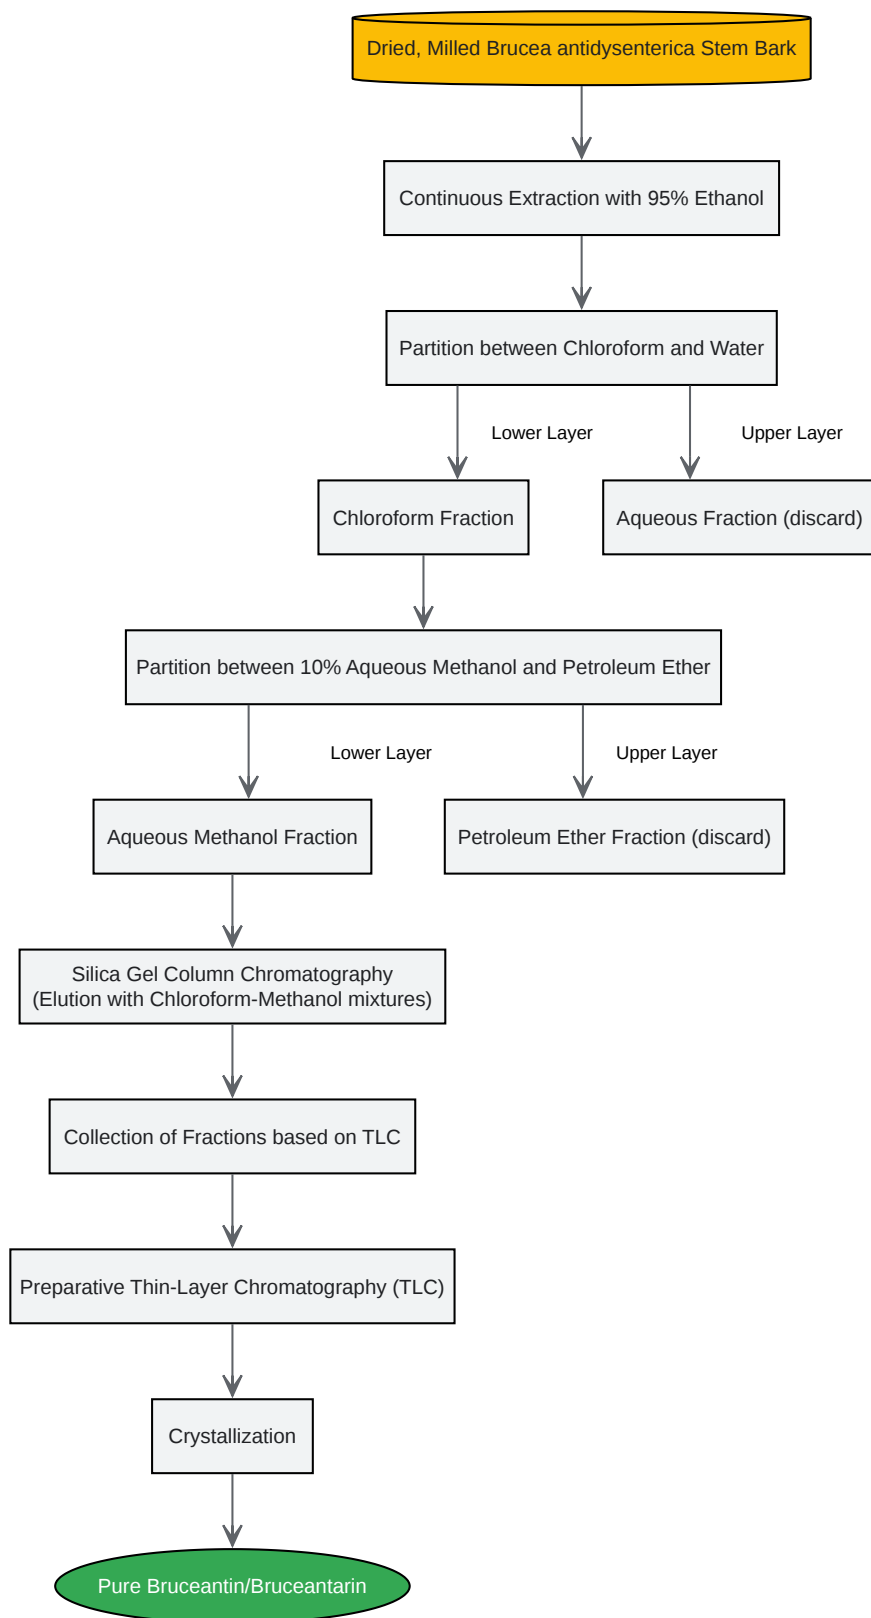 Dried, Milled Brucea antidysenterica Stem Bark
Continuous Extraction with 95% Ethanol
Partition between Chloroform and Water
Lower Layer
Upper Layer
Chloroform Fraction
Aqueous Fraction (discard)
Partition between 10% Aqueous Methanol and Petroleum Ether
Lower Layer
Upper Layer
Aqueous Methanol Fraction
Petroleum Ether Fraction (discard)
Silica Gel Column Chromatography
(Elution with Chloroform-Methanol mixtures)
Collection of Fractions based on TLC
Preparative Thin-Layer Chromatography (TLC)
Crystallization
Pure Bruceantin/Bruceantarin